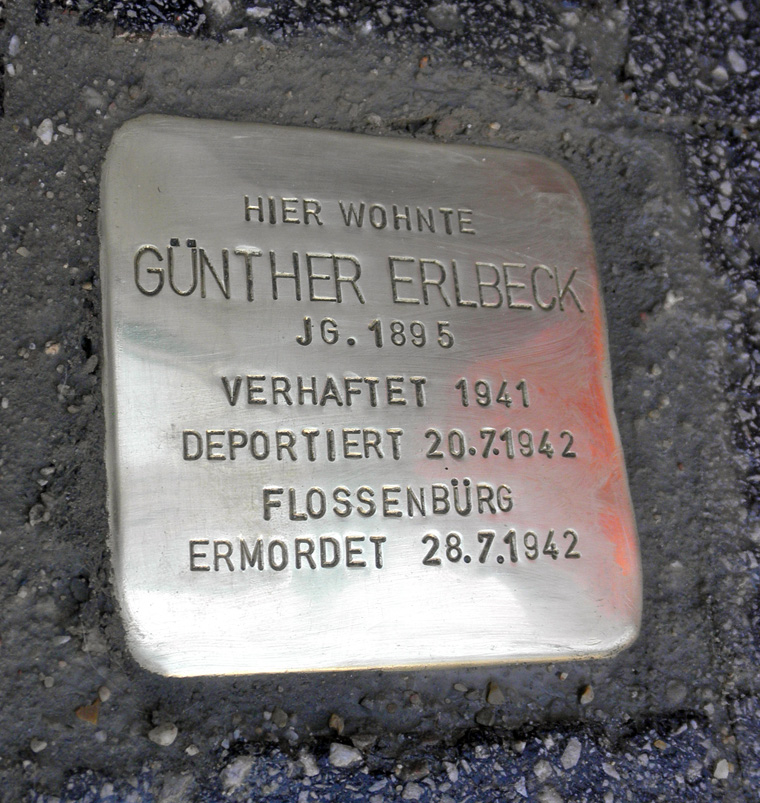 HIER WOHNTE
GÜNTHER ERLBECK
JG. 1895
VERHAFTET 1941
DEPORTIERT 20.7.1942
FLOSSENBÜRG
ERMORDET 28.7.1942